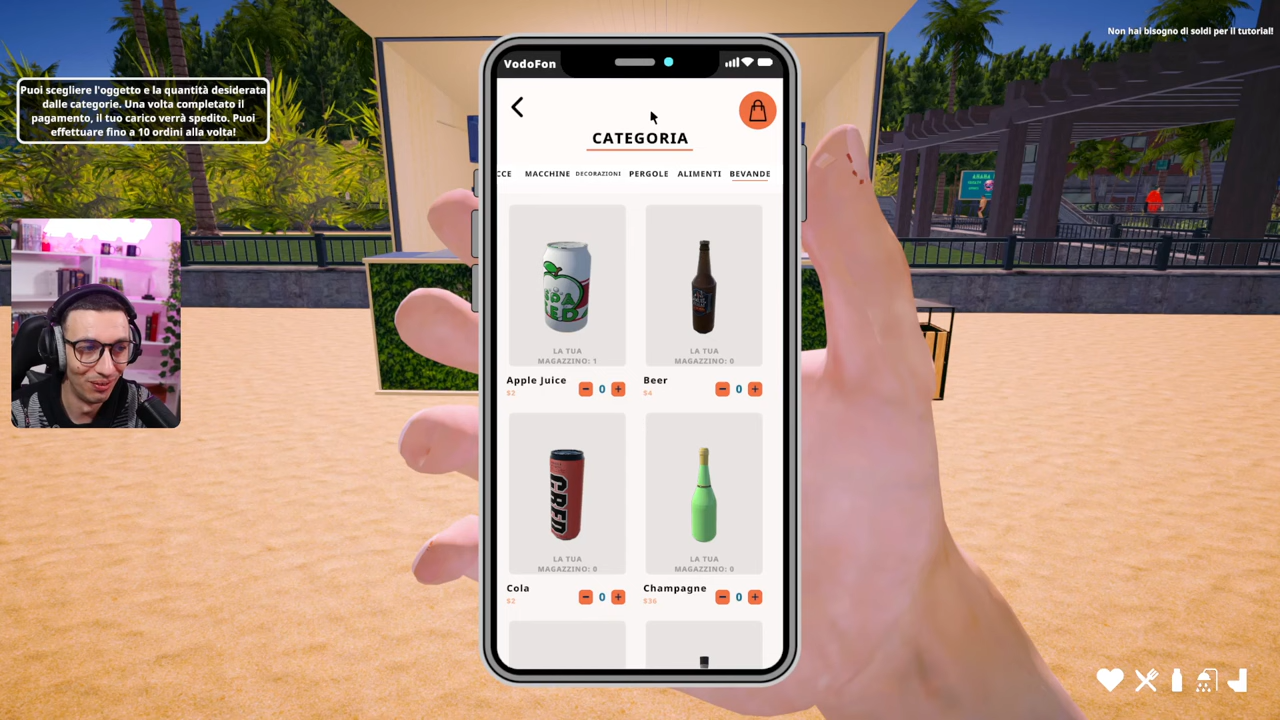 Non hai bisogno di soldi per il tutorial!
Puoi scegliere l'oggetto e la quantità desiderata
dalle categorie. Una volta completato il
pagamento, il tuo carico verrà spedito. Puoi
effettuare fino a 10 ordini alla volta!
VodoFon
CATEGORIA
CCE MACCHINE DECORAZIONI PERGOLE ALIMENTI BEVANDE
LA TUA
MAGAZZINO: 1
LA TUA
MAGAZZINO: 0
Apple Juice
$2
- 0 +
Beer
$4
- 0 +
CRED
LA TUA
MAGAZZINO: 0
LA TUA
MAGAZZINO: 0
Cola
$2
- 0 +
Champagne
$36
- 0 +